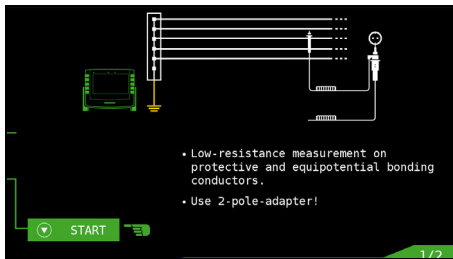 • Low-resistance measurement on
protective and equipotential bonding
conductors.
• Use 2-pole-adapter!
START
1/2